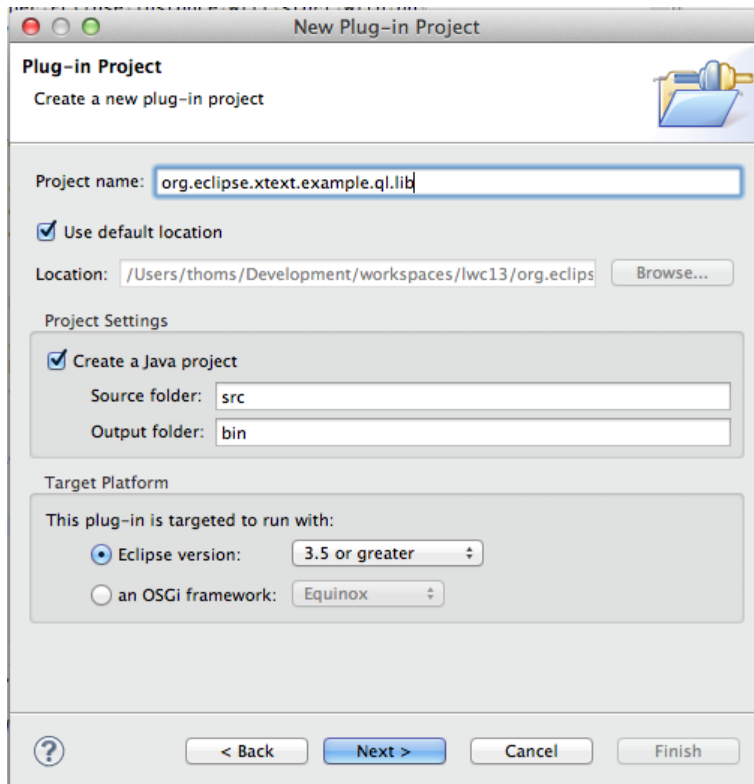 New Plug-in Project
Plug-in Project
Create a new plug-in project
Project name: org.eclipse.xtext.example.ql.lib
Use default location
Location: /Users/thoms/Development/workspaces/lwc13/org.eclips Browse...
Project Settings
Create a Java project
Source folder: src
Output folder: bin
Target Platform
This plug-in is targeted to run with:
Eclipse version: 3.5 or greater
an OSGi framework: Equinox
? < Back Next > Cancel Finish